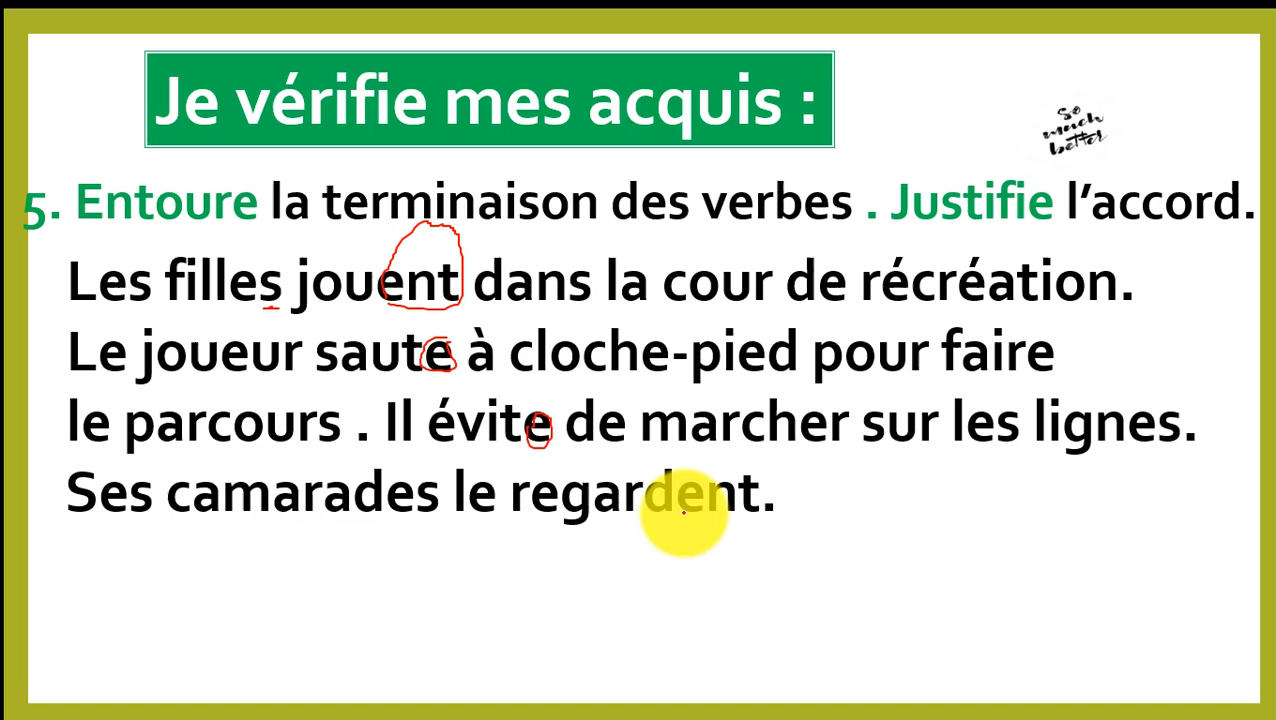 Je vérifie mes acquis :
so
much
better
5. Entoure la terminaison des verbes . Justifie l’accord.
Les filles jouent dans la cour de récréation.
Le joueur saute à cloche-pied pour faire
le parcours . Il évite de marcher sur les lignes.
Ses camarades le regardent.